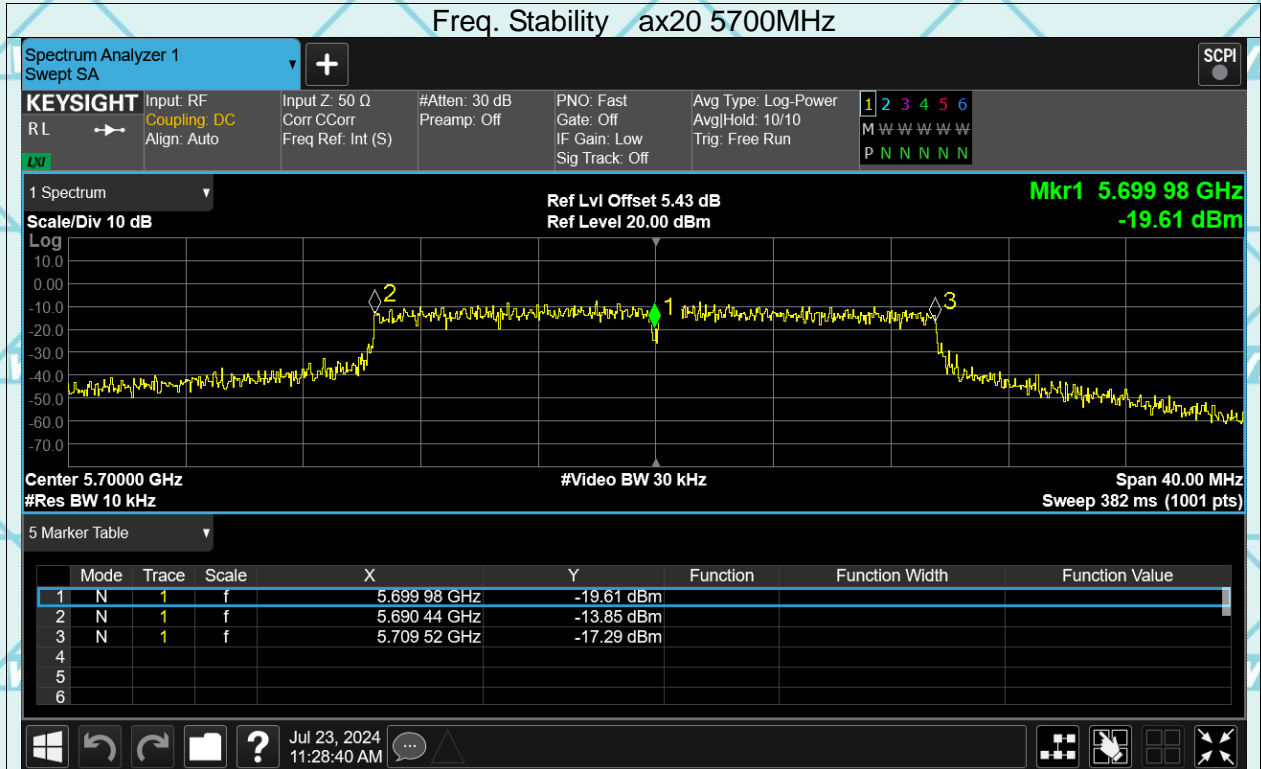 Freq. Stability ax20 5700MHz
Spectrum Analyzer 1
Swept SA
+
SCPI
KEYSIGHT Input: RF Input Z: 50 Ω #Atten: 30 dB PNO: Fast Avg Type: Log-Power 1 2 3 4 5 6
RL Coupling: DC Corr CCorr Preamp: Off Gate: Off Avg|Hold: 10/10 M W W W W W
Align: Auto Freq Ref: Int (S) IF Gain: Low Trig: Free Run P N N N N N
LXI Sig Track: Off
1 Spectrum Ref Lvl Offset 5.43 dB Mkr1 5.699 98 GHz
Scale/Div 10 dB Ref Level 20.00 dBm -19.61 dBm
Log
10.0
0.00
-10.0
-20.0
-30.0
-40.0
-50.0
-60.0
-70.0
2 1 3
Center 5.70000 GHz #Video BW 30 kHz Span 40.00 MHz
#Res BW 10 kHz Sweep 382 ms (1001 pts)
5 Marker Table
Mode Trace Scale X Y Function Function Width Function Value
1 N 1 f 5.699 98 GHz -19.61 dBm
2 N 1 f 5.690 44 GHz -13.85 dBm
3 N 1 f 5.709 52 GHz -17.29 dBm
4
5
6
? Jul 23, 2024
11:28:40 AM